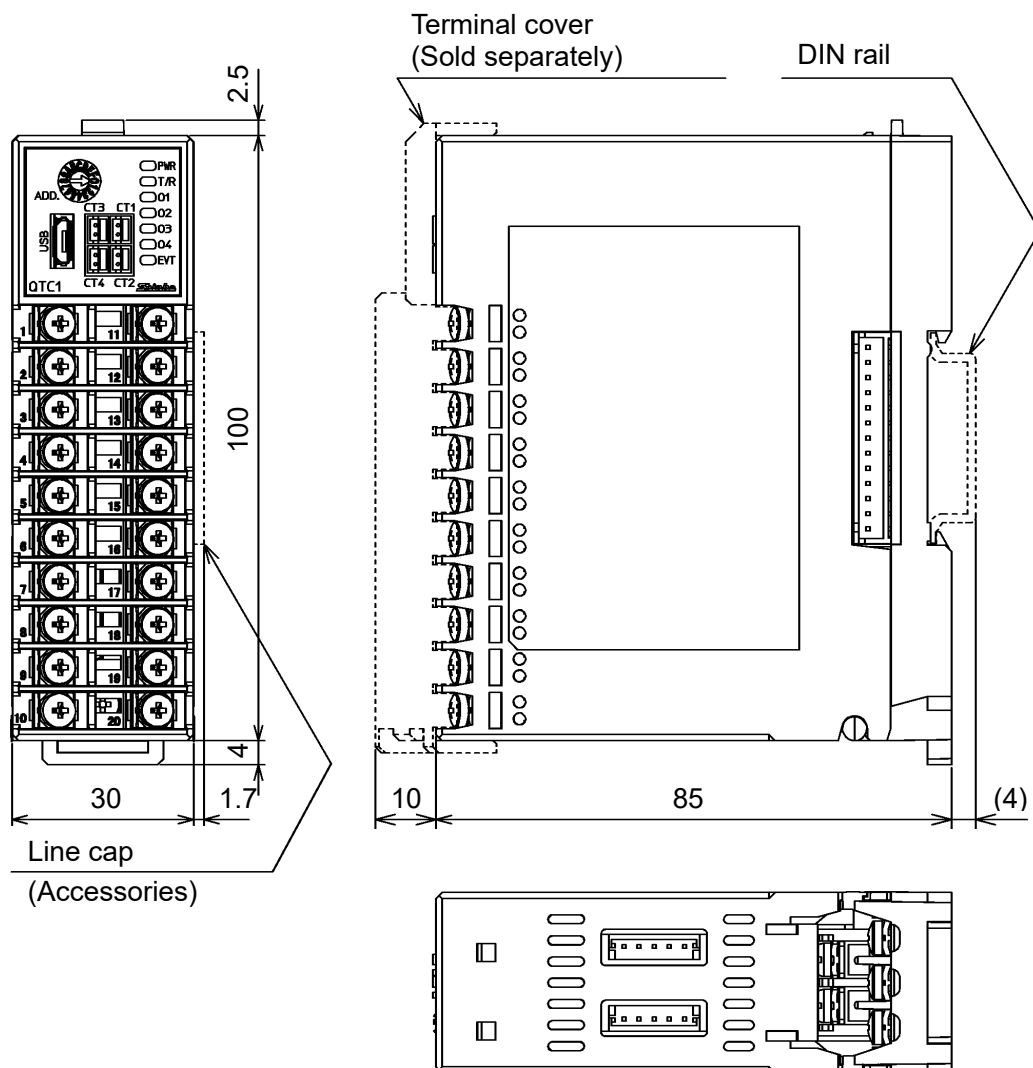 Terminal cover
(Sold separately)
DIN rail
2.5
PWR
T/R
ADD.
O1
CT3 CT1
O2
USB
O3
O4
EVT
CT4 CT2
QTC1
Shinko
1 11
2 12
3 13
4 14
5 15
6 16
7 17
8 18
9 19
10 20
100
4
30
1.7
10
85
(4)
Line cap
(Accessories)